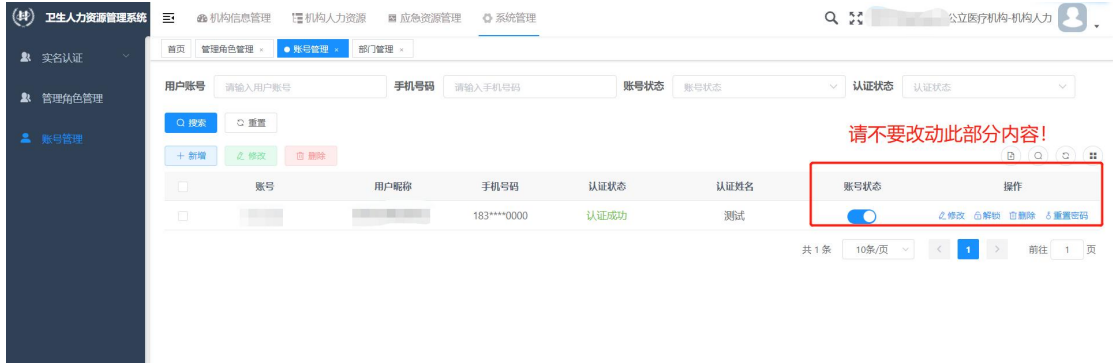 卫生人力资源管理系统 机构信息管理 机构人力资源 应急资源管理 系统管理 公立医疗机构-机构人力
首页 管理角色管理 × 账号管理 × 部门管理 ×
实名认证
管理角色管理
账号管理
用户账号 请输入用户账号 手机号码 请输入手机号码 账号状态 账号状态 认证状态 认证状态
搜索 重置
请不要改动此部分内容！
+ 新增 修改 删除
账号 用户昵称 手机号码 认证状态 认证姓名 账号状态 操作
183****0000 认证成功 测试 修改 解锁 删除 重置密码
共 1 条 10条/页 < 1 > 前往 1 页